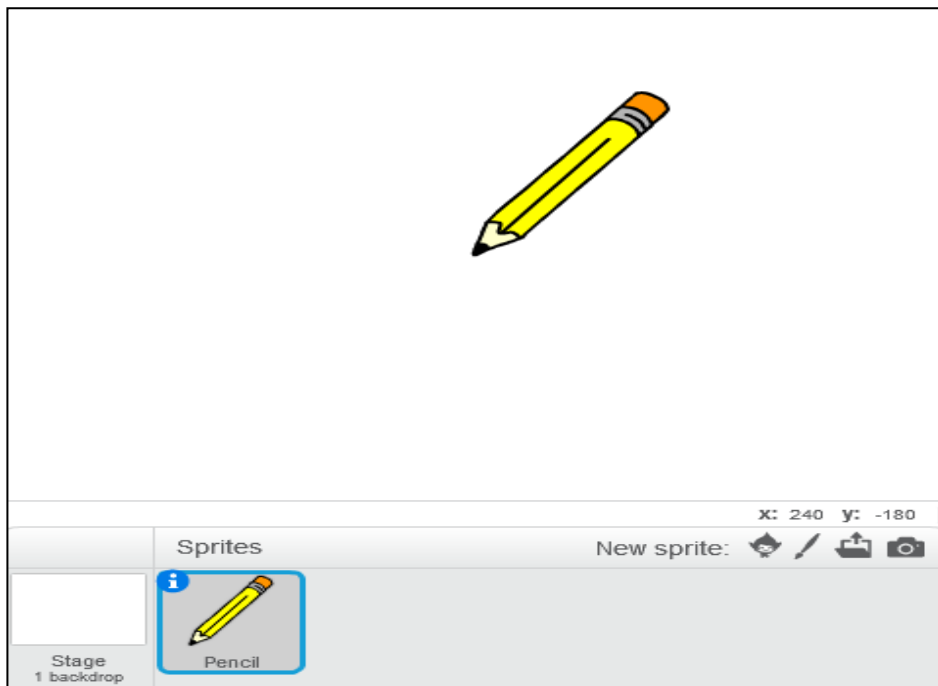 x: 240 y: -180
Sprites New sprite:
Stage
1 backdrop
i
Pencil